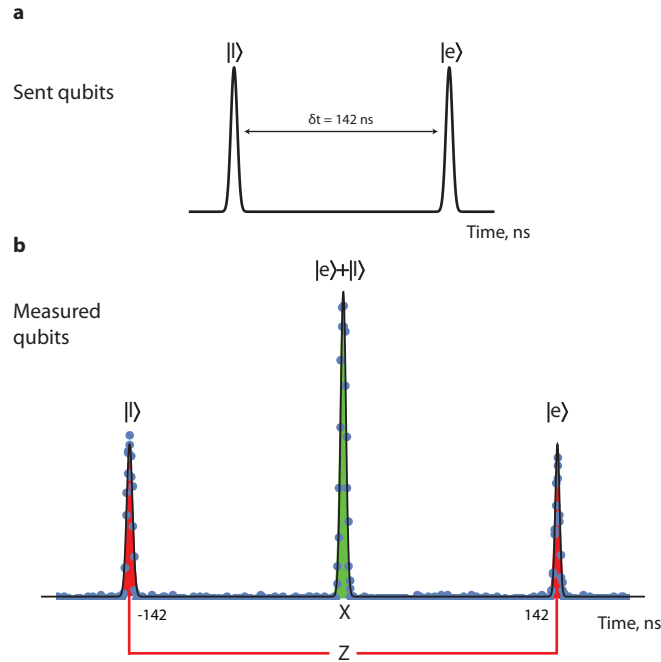 a
|l⟩
|e⟩
Sent qubits
δt = 142 ns
Time, ns
b
|e⟩+|l⟩
Measured
qubits
|l⟩
|e⟩
-142
X
142
Time, ns
Z